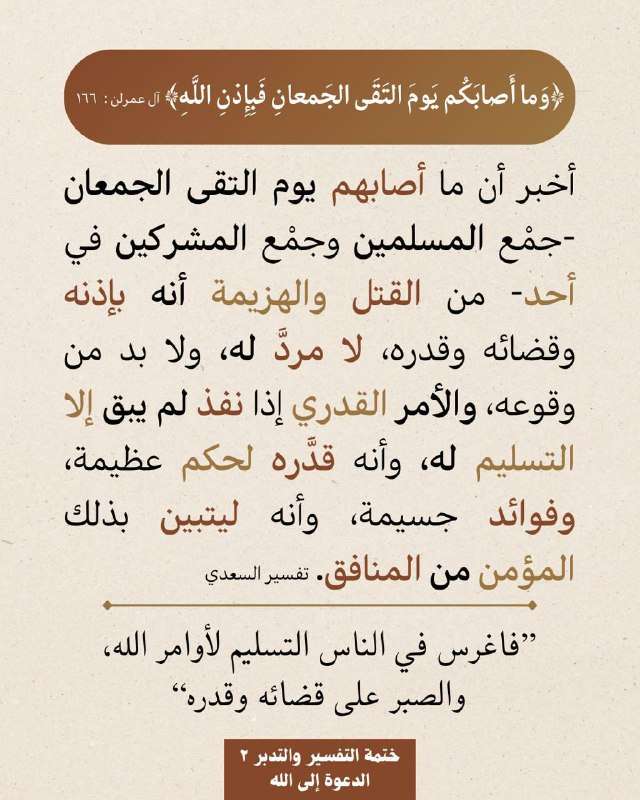 ﴿وَما أَصابَكُم يَومَ التَقَى الجَمعانِ فَبِإِذنِ اللَّهِ﴾ آل عمرلن: ١٦٦
أخبر أن ما أصابهم يوم التقى الجمعان
-جمْع المسلمين وجمْع المشركين في
أحد- من القتل والهزيمة أنه بإذنه
وقضائه وقدره، لا مردَّ له، ولا بد من
وقوعه، والأمر القدري إذا نفذ لم يبق إلا
التسليم له، وأنه قدَّره لحكم عظيمة،
وفوائد جسيمة، وأنه ليتبين بذلك
المؤمن من المنافق. تفسير السعدي
”فاغرس في الناس التسليم لأوامر الله،
والصبر على قضائه وقدره“
ختمة التفسير والتدبر ٢
الدعوة إلى الله